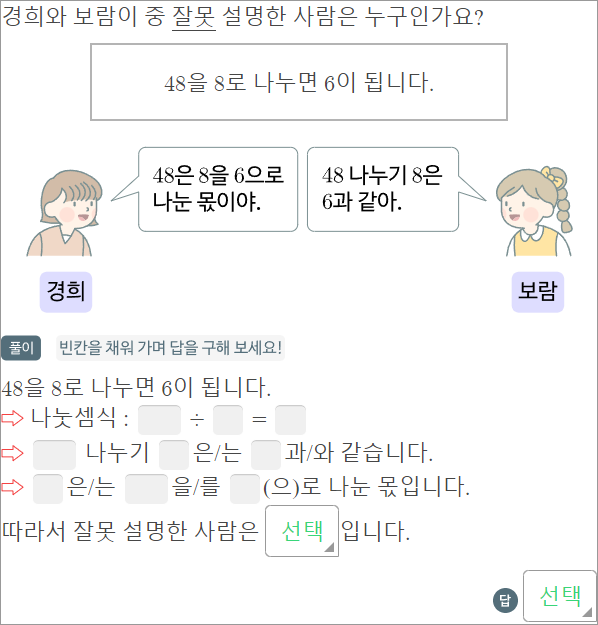 경희와 보람이 중 잘못 설명한 사람은 누구인가요?
48을 8로 나누면 6이 됩니다.
48은 8을 6으로
나눈 몫이야.
48 나누기 8은
6과 같아.
경희
보람
풀이 빈칸을 채워 가며 답을 구해 보세요!
48을 8로 나누면 6이 됩니다.
⇨ 나눗셈식 : ÷ =
⇨ 나누기 은/는 과/와 같습니다.
⇨ 은/는 을/를 (으)로 나눈 몫입니다.
따라서 잘못 설명한 사람은 선택 입니다.
답 선택